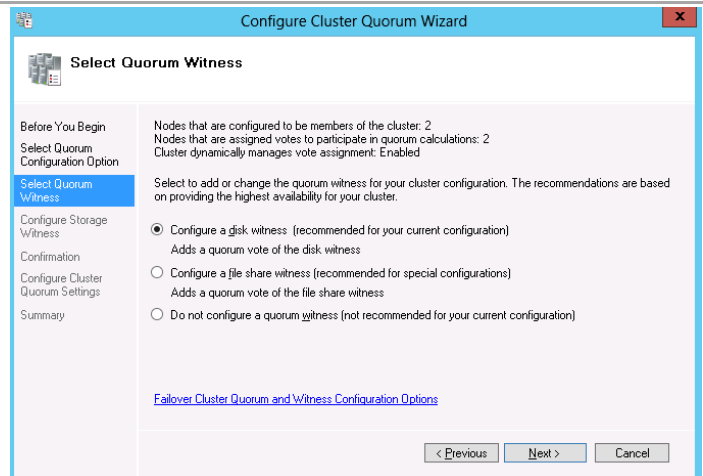 Configure Cluster Quorum Wizard
x
Select Quorum Witness
Before You Begin
Select Quorum
Configuration Option
Select Quorum
Witness
Configure Storage
Witness
Confirmation
Configure Cluster
Quorum Settings
Summary
Nodes that are configured to be members of the cluster: 2
Nodes that are assigned votes to participate in quorum calculations: 2
Cluster dynamically manages vote assignment: Enabled
Select to add or change the quorum witness for your cluster configuration. The recommendations are based
on providing the highest availability for your cluster.
Configure a disk witness (recommended for your current configuration)
Adds a quorum vote of the disk witness
Configure a file share witness (recommended for special configurations)
Adds a quorum vote of the file share witness
Do not configure a quorum witness (not recommended for your current configuration)
Failover Cluster Quorum and Witness Configuration Options
< Previous
Next >
Cancel